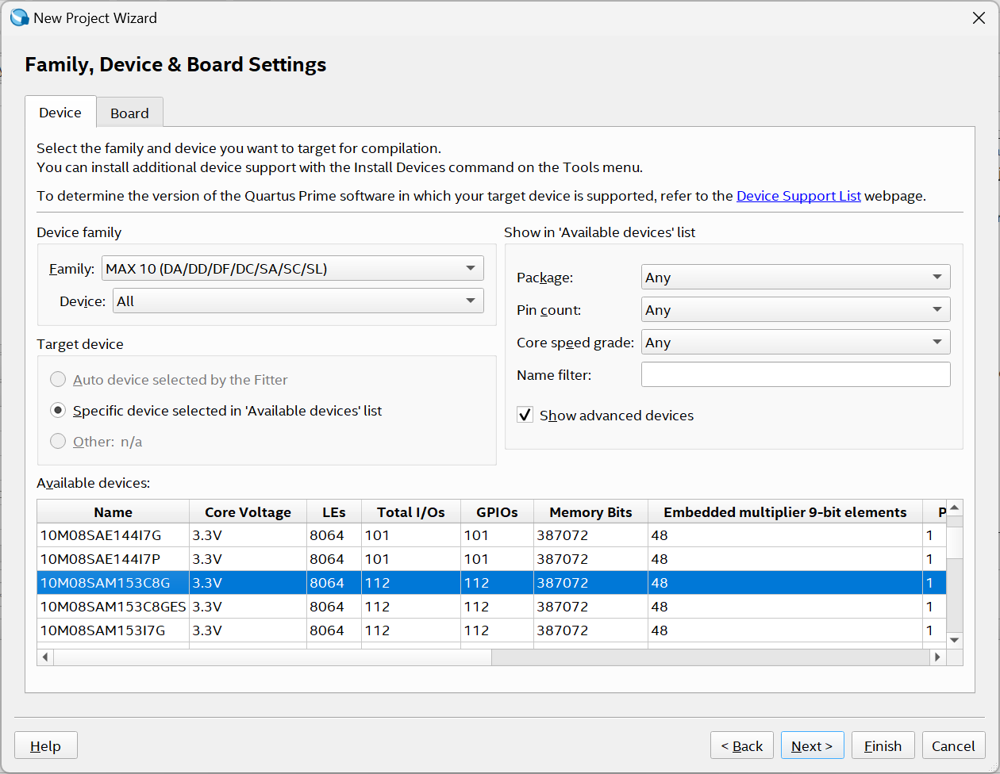 New Project Wizard
Family, Device & Board Settings
Device Board
Select the family and device you want to target for compilation.
You can install additional device support with the Install Devices command on the Tools menu.
To determine the version of the Quartus Prime software in which your target device is supported, refer to the Device Support List webpage.
Device family
Family: MAX 10 (DA/DD/DF/DC/SA/SC/SL)
Device: All
Show in 'Available devices' list
Package: Any
Pin count: Any
Core speed grade: Any
Name filter:
Show advanced devices
Target device
Auto device selected by the Fitter
Specific device selected in 'Available devices' list
Other: n/a
Available devices:
Name Core Voltage LEs Total I/Os GPIOs Memory Bits Embedded multiplier 9-bit elements P
10M08SAE144I7G 3.3V 8064 101 101 387072 48 1
10M08SAE144I7P 3.3V 8064 101 101 387072 48 1
10M08SAM153C8G 3.3V 8064 112 112 387072 48 1
10M08SAM153C8GES 3.3V 8064 112 112 387072 48 1
10M08SAM153I7G 3.3V 8064 112 112 387072 48 1
Help < Back Next > Finish Cancel